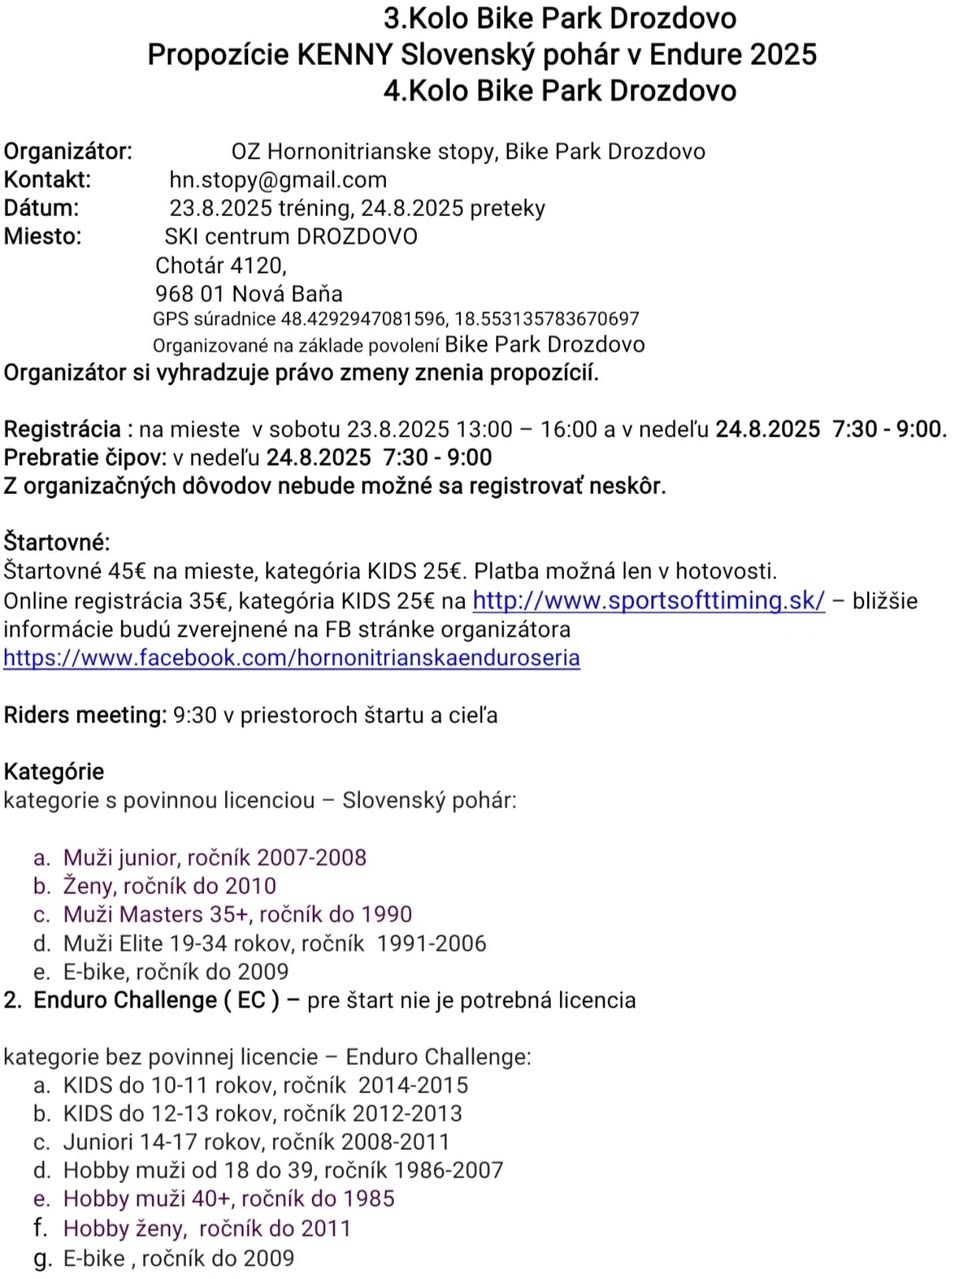 3.Kolo Bike Park Drozdovo
Propozície KENNY Slovenský pohár v Endure 2025
4.Kolo Bike Park Drozdovo
Organizátor: OZ Hornonitrianske stopy, Bike Park Drozdovo
Kontakt: hn.stopy@gmail.com
Dátum: 23.8.2025 tréning, 24.8.2025 preteky
Miesto: SKI centrum DROZDOVO
Chotár 4120,
968 01 Nová Baňa
GPS súradnice 48.4292947081596, 18.553135783670697
Organizované na základe povolení Bike Park Drozdovo
Organizátor si vyhradzuje právo zmeny znenia propozícií.
Registrácia : na mieste v sobotu 23.8.2025 13:00 – 16:00 a v nedeľu 24.8.2025 7:30 - 9:00.
Prebratie čipov: v nedeľu 24.8.2025 7:30 - 9:00
Z organizačných dôvodov nebude možné sa registrovať neskôr.
Štartovné:
Štartovné 45€ na mieste, kategória KIDS 25€. Platba možná len v hotovosti.
Online registrácia 35€, kategória KIDS 25€ na http://www.sportsofttiming.sk/ – bližšie
informácie budú zverejnené na FB stránke organizátora
https://www.facebook.com/hornonitrianskaenduroseria
Riders meeting: 9:30 v priestoroch štartu a cieľa
Kategórie
kategorie s povinnou licenciou – Slovenský pohár:
a. Muži junior, ročník 2007-2008
b. Ženy, ročník do 2010
c. Muži Masters 35+, ročník do 1990
d. Muži Elite 19-34 rokov, ročník 1991-2006
e. E-bike, ročník do 2009
2. Enduro Challenge ( EC ) – pre štart nie je potrebná licencia
kategorie bez povinnej licencie – Enduro Challenge:
a. KIDS do 10-11 rokov, ročník 2014-2015
b. KIDS do 12-13 rokov, ročník 2012-2013
c. Juniori 14-17 rokov, ročník 2008-2011
d. Hobby muži od 18 do 39, ročník 1986-2007
e. Hobby muži 40+, ročník do 1985
f. Hobby ženy, ročník do 2011
g. E-bike , ročník do 2009